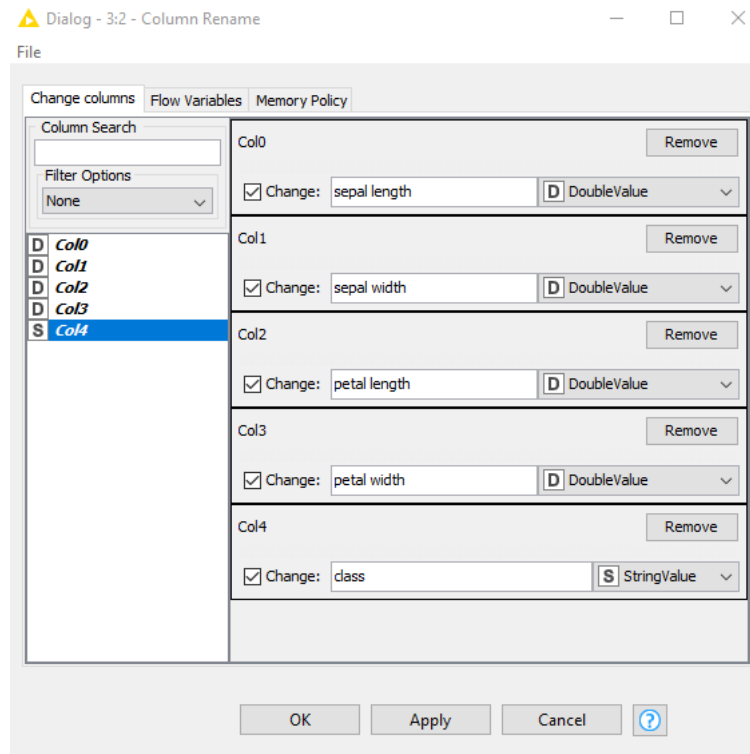 Dialog - 3:2 - Column Rename
File
Change columns Flow Variables Memory Policy
Column Search
Filter Options
None
D Col0
D Col1
D Col2
D Col3
S Col4
Col0 Remove
Change: sepal length D DoubleValue
Col1 Remove
Change: sepal width D DoubleValue
Col2 Remove
Change: petal length D DoubleValue
Col3 Remove
Change: petal width D DoubleValue
Col4 Remove
Change: class S StringValue
OK Apply Cancel ?